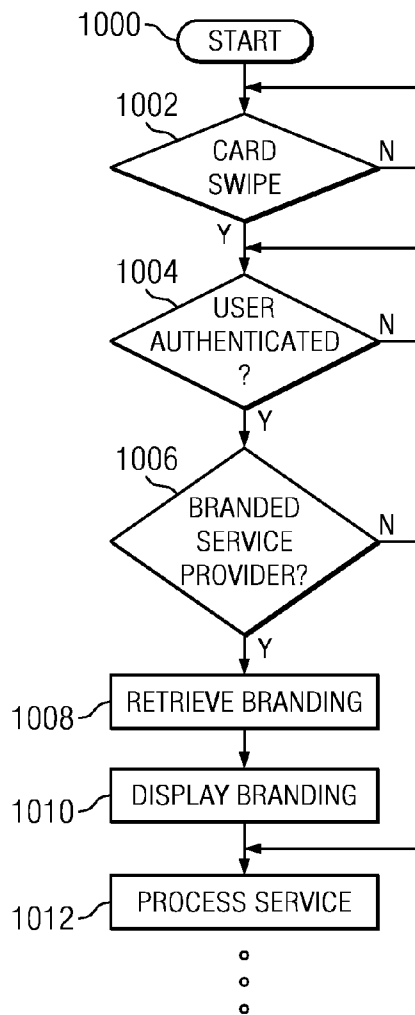 1000
START
1002
CARD
SWIPE
N
Y
1004
USER
AUTHENTICATED
?
N
Y
1006
BRANDED
SERVICE
PROVIDER?
N
Y
1008
RETRIEVE BRANDING
1010
DISPLAY BRANDING
1012
PROCESS SERVICE